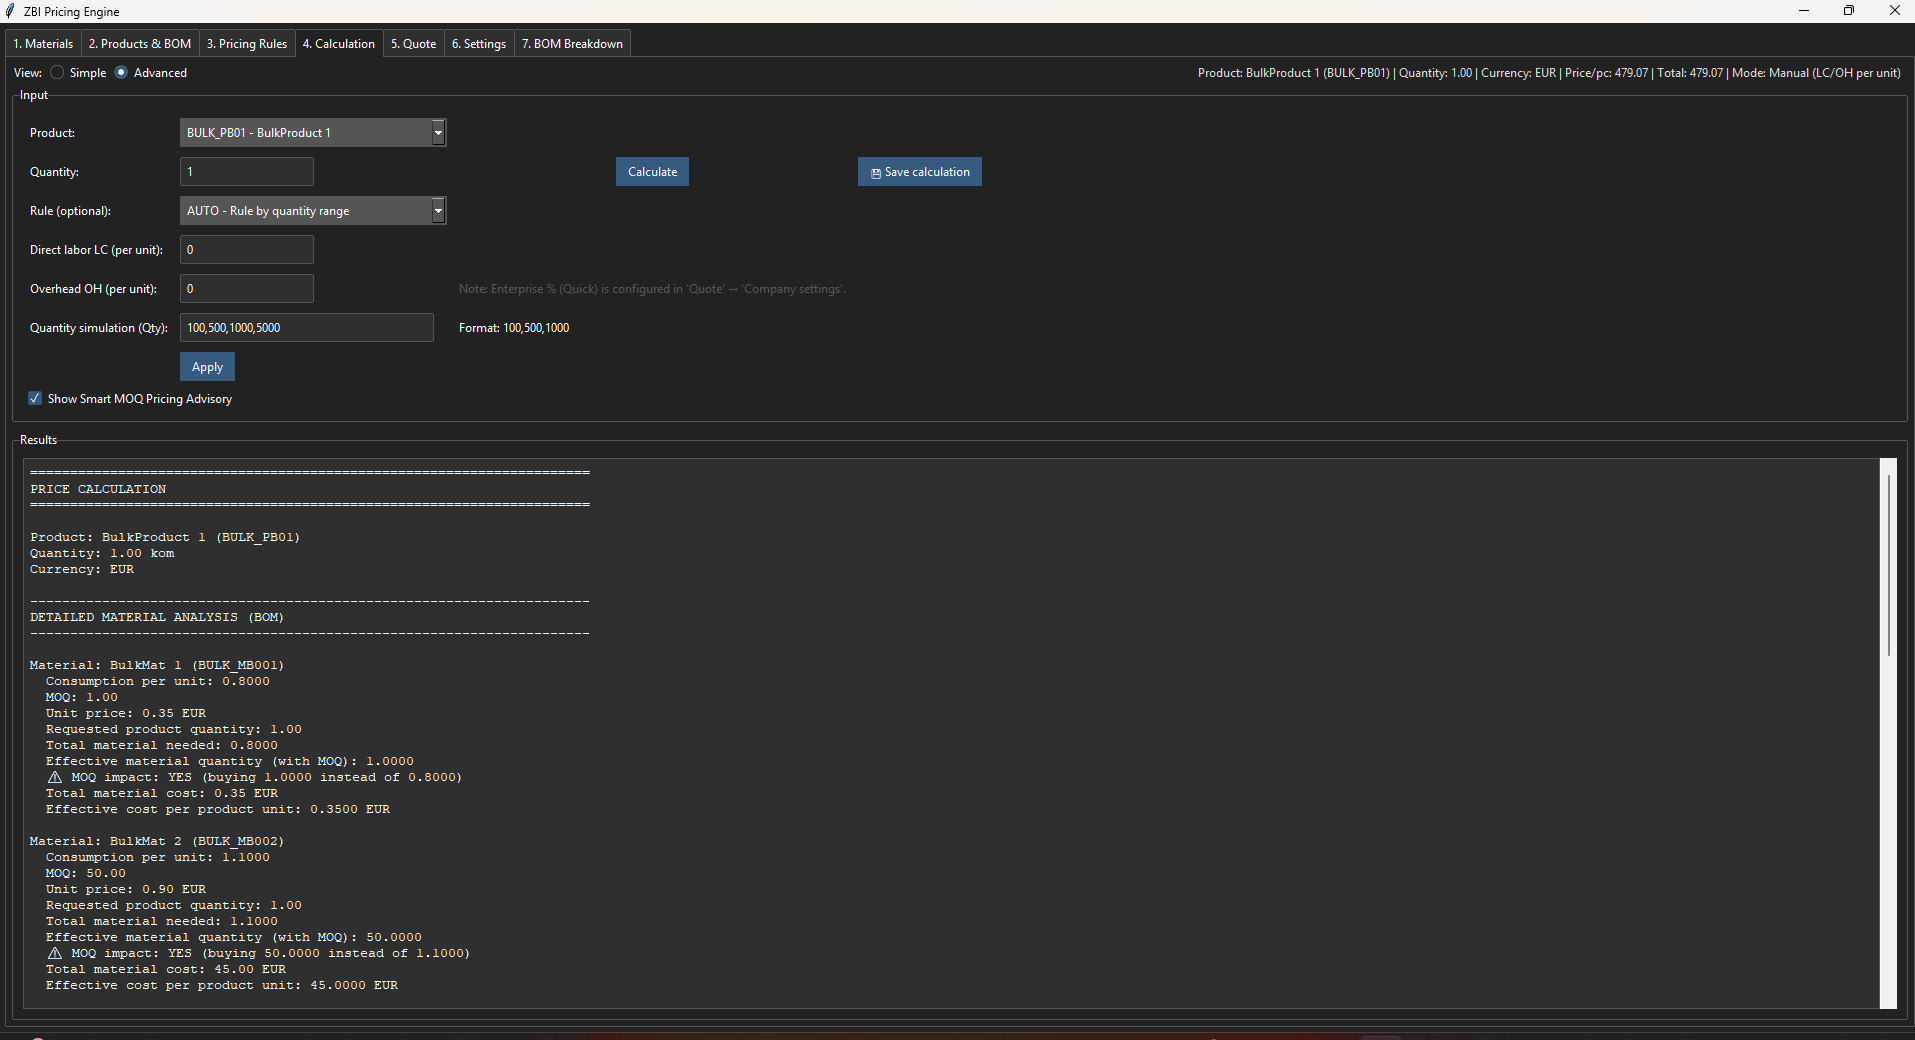 ZBI Pricing Engine
1. Materials 2. Products & BOM 3. Pricing Rules 4. Calculation 5. Quote 6. Settings 7. BOM Breakdown
View: Simple Advanced Product: BulkProduct 1 (BULK_PB01) | Quantity: 1.00 | Currency: EUR | Price/pc: 479.07 | Total: 479.07 | Mode: Manual (LC/OH per unit)
Input
Product: BULK_PB01 - BulkProduct 1
Quantity: 1 Calculate Save calculation
Rule (optional): AUTO - Rule by quantity range
Direct labor LC (per unit): 0
Overhead OH (per unit): 0 Note: Enterprise % (Quick) is configured in 'Quote' → 'Company settings'.
Quantity simulation (Qty): 100,500,1000,5000 Format: 100,500,1000
Apply
Show Smart MOQ Pricing Advisory
Results
======================================================================
PRICE CALCULATION
======================================================================
Product: BulkProduct 1 (BULK_PB01)
Quantity: 1.00 kom
Currency: EUR
----------------------------------------------------------------------
DETAILED MATERIAL ANALYSIS (BOM)
----------------------------------------------------------------------
Material: BulkMat 1 (BULK_MB001)
Consumption per unit: 0.8000
MOQ: 1.00
Unit price: 0.35 EUR
Requested product quantity: 1.00
Total material needed: 0.8000
Effective material quantity (with MOQ): 1.0000
⚠ MOQ impact: YES (buying 1.0000 instead of 0.8000)
Total material cost: 0.35 EUR
Effective cost per product unit: 0.3500 EUR
Material: BulkMat 2 (BULK_MB002)
Consumption per unit: 1.1000
MOQ: 50.00
Unit price: 0.90 EUR
Requested product quantity: 1.00
Total material needed: 1.1000
Effective material quantity (with MOQ): 50.0000
⚠ MOQ impact: YES (buying 50.0000 instead of 1.1000)
Total material cost: 45.00 EUR
Effective cost per product unit: 45.0000 EUR